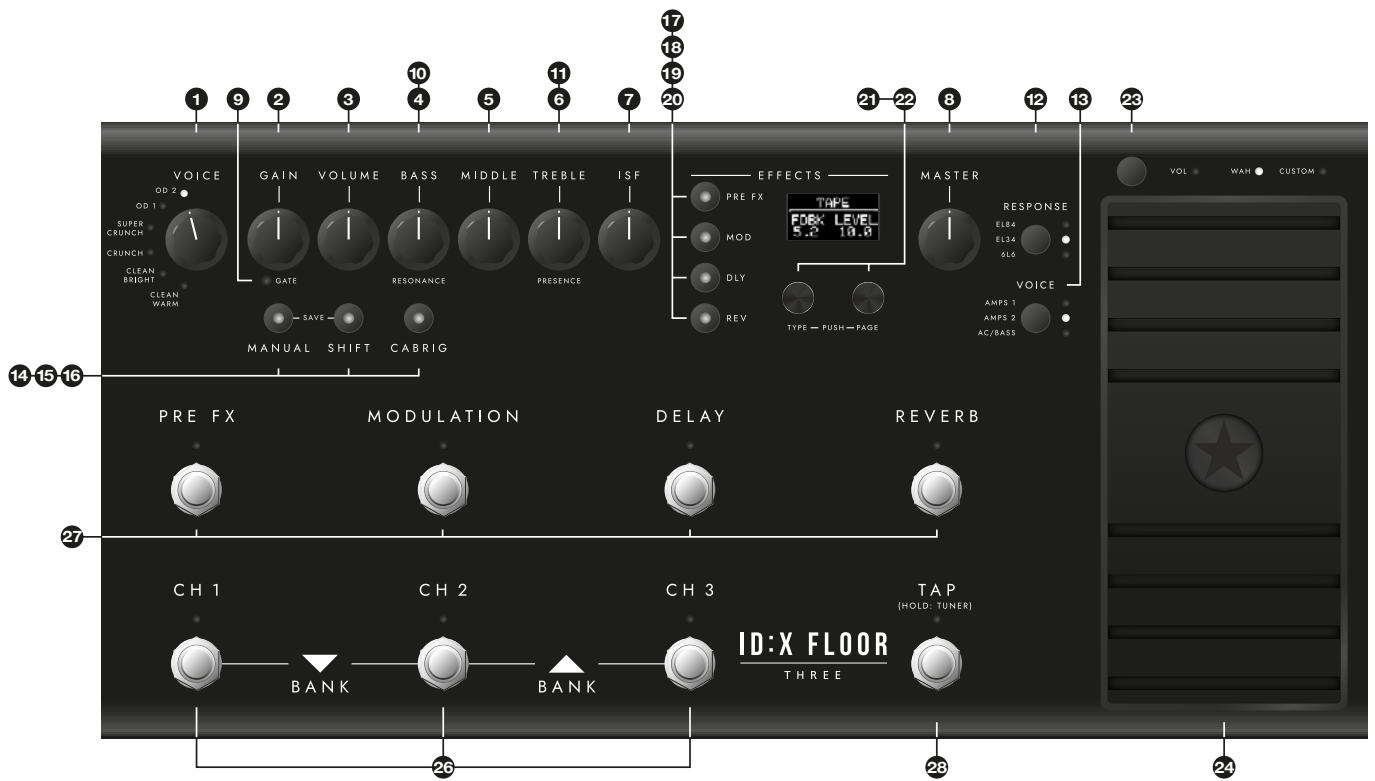 17
18
10 11 19
1 9 2 3 4 5 6 7 20 21 22 8 12 13 23
VOICE GAIN VOLUME BASS MIDDLE TREBLE ISF EFFECTS MASTER
VOL WAH CUSTOM
OD 2
OD 1
SUPER
CRUNCH
CRUNCH
CLEAN
BRIGHT
CLEAN
WARM
GATE
RESONANCE
PRESENCE
SAVE
MANUAL SHIFT CABRIG
PRE FX
MOD
DLY
REV
TAPE
FDBK LEVEL
5.2 10.0
TYPE PUSH PAGE
RESPONSE
EL84
EL34
6L6
VOICE
AMPS 1
AMPS 2
AC/BASS
14 15 16
PRE FX MODULATION DELAY REVERB
27
CH 1 CH 2 CH 3 TAP
(HOLD: TUNER)
BANK BANK
ID:X FLOOR
THREE
26 28 24